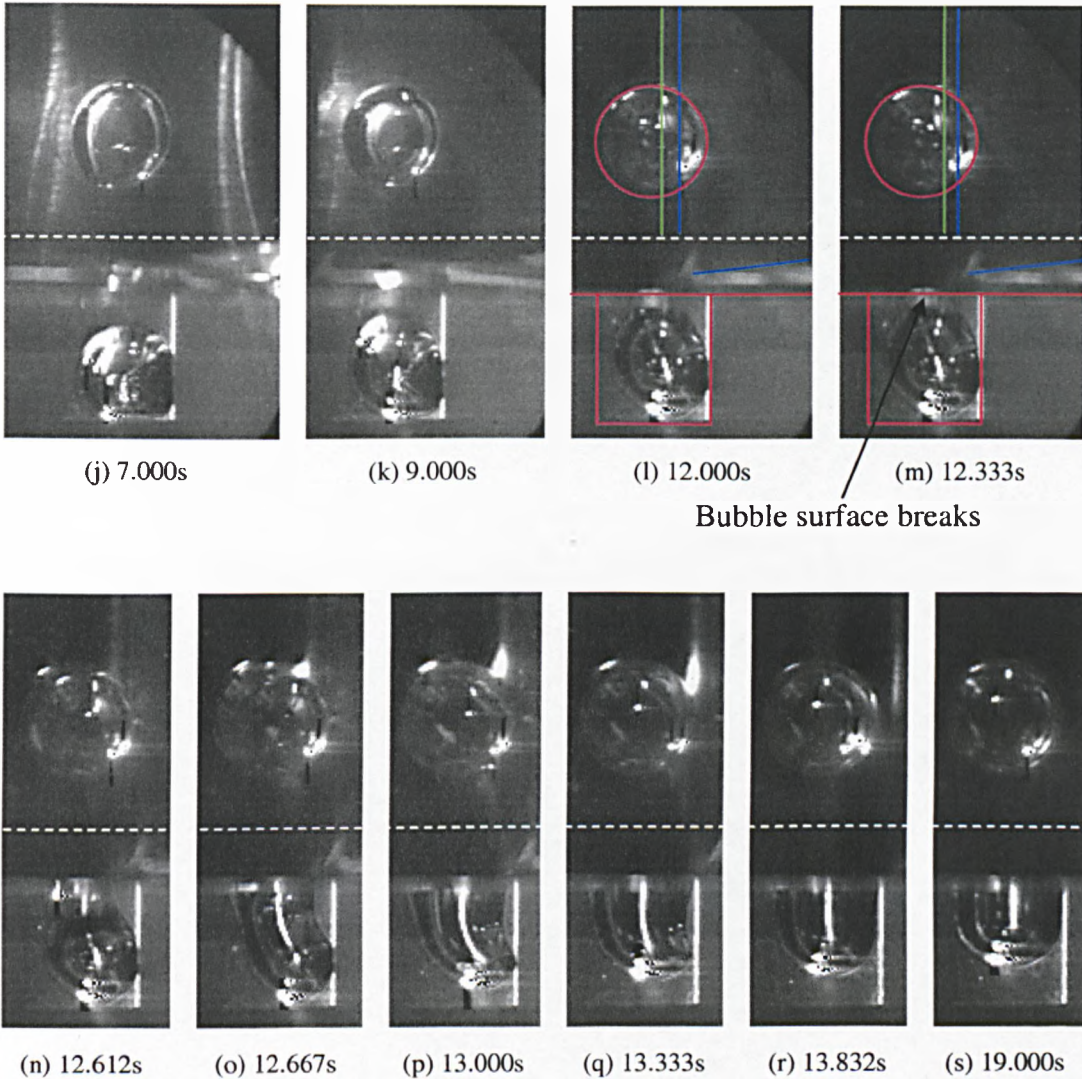 (j) 7.000s
(k) 9.000s
(l) 12.000s
(m) 12.333s
Bubble surface breaks
(n) 12.612s
(o) 12.667s
(p) 13.000s
(q) 13.333s
(r) 13.832s
(s) 19.000s